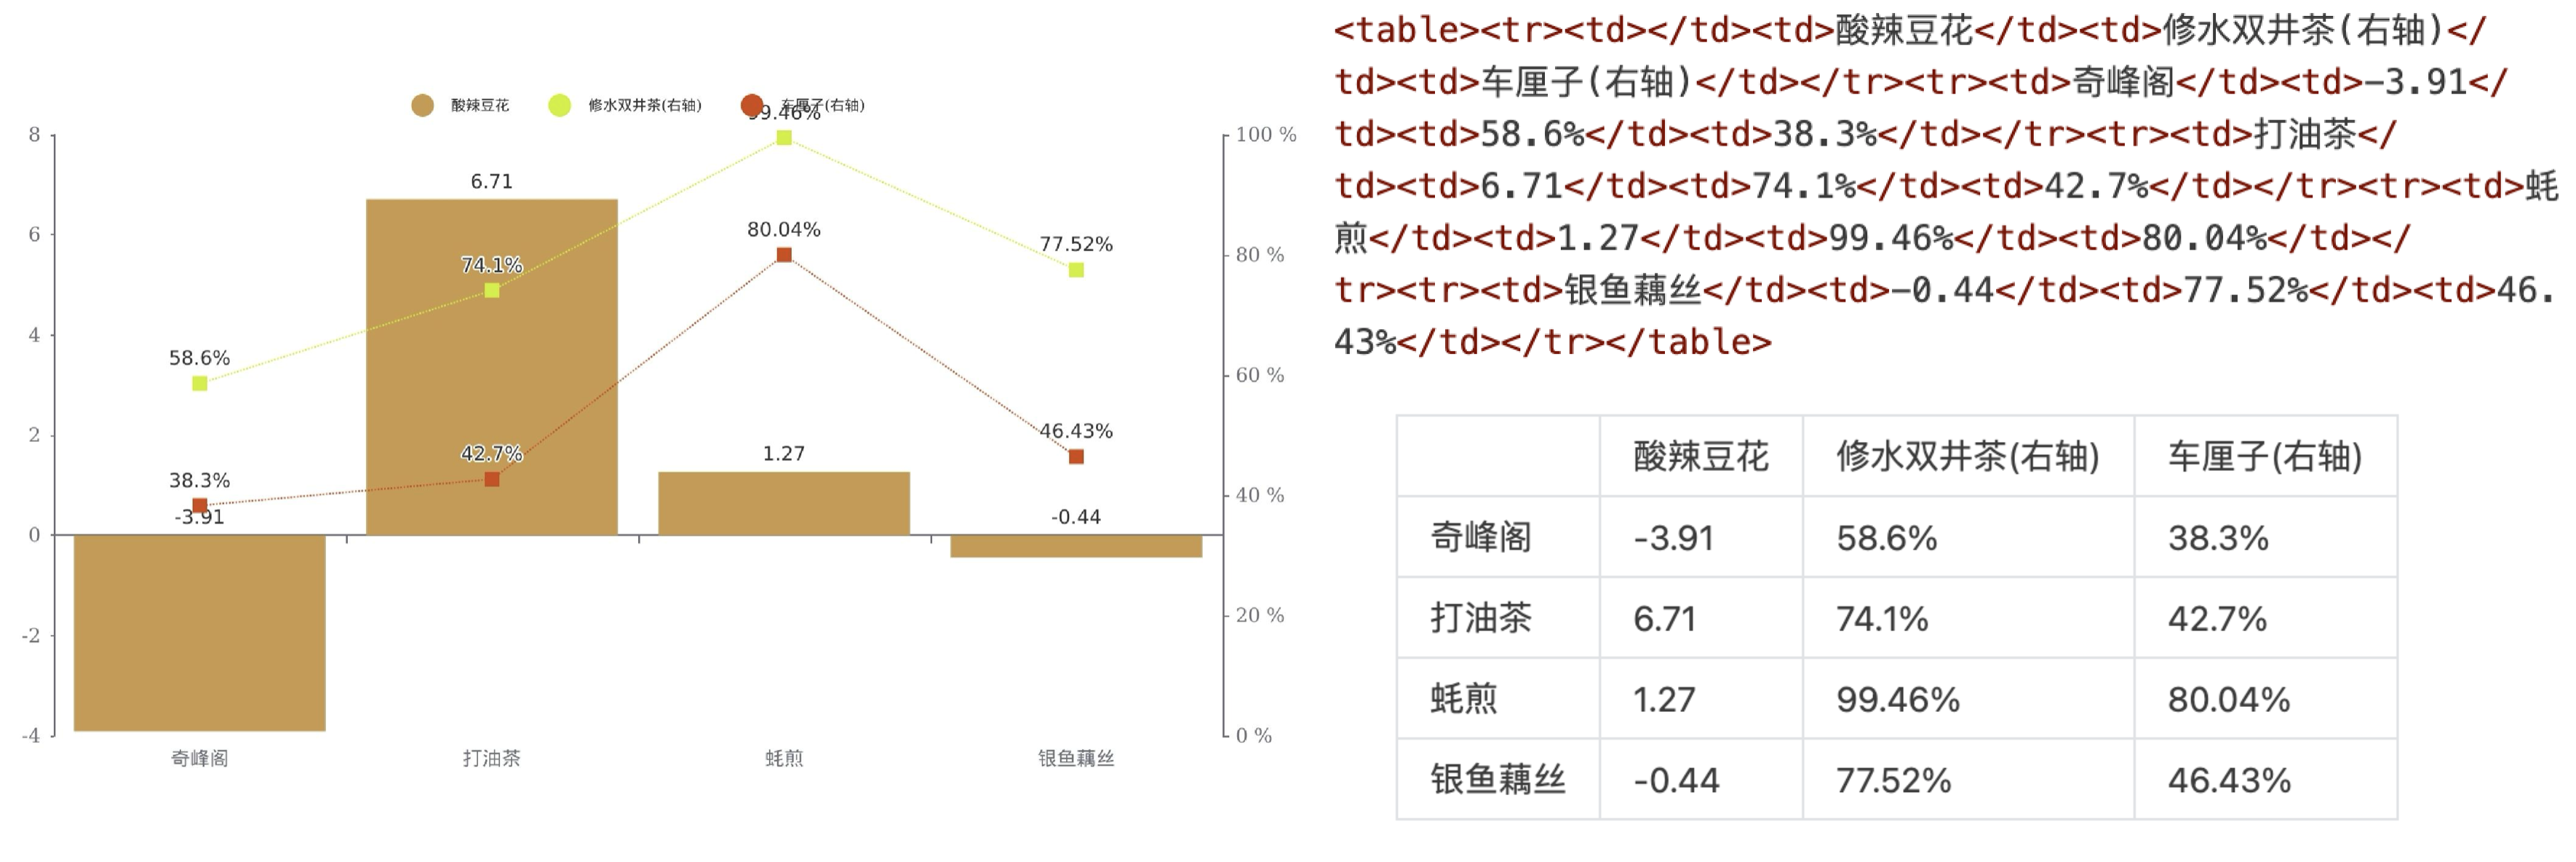 酸辣豆花 修水双井茶(右轴) 车厘子(右轴)
99.46%
8 100 %
6.71
6 80.04% 77.52%
74.1% 80 %
4
58.6% 60 %
2 42.7% 1.27 46.43%
38.3% 40 %
-3.91 -0.44
0
20 %
-2
-4 0 %
奇峰阁 打油茶 蚝煎 银鱼藕丝
<table><tr><td></td><td>酸辣豆花</td><td>修水双井茶(右轴)</
td><td>车厘子(右轴)</td></tr><tr><td>奇峰阁</td><td>-3.91</
td><td>58.6%</td><td>38.3%</td></tr><tr><td>打油茶</
td><td>6.71</td><td>74.1%</td><td>42.7%</td></tr><tr><td>蚝
煎</td><td>1.27</td><td>99.46%</td><td>80.04%</td></
tr><tr><td>银鱼藕丝</td><td>-0.44</td><td>77.52%</td><td>46.
43%</td></tr></table>
酸辣豆花 修水双井茶(右轴) 车厘子(右轴)
奇峰阁 -3.91 58.6% 38.3%
打油茶 6.71 74.1% 42.7%
蚝煎 1.27 99.46% 80.04%
银鱼藕丝 -0.44 77.52% 46.43%